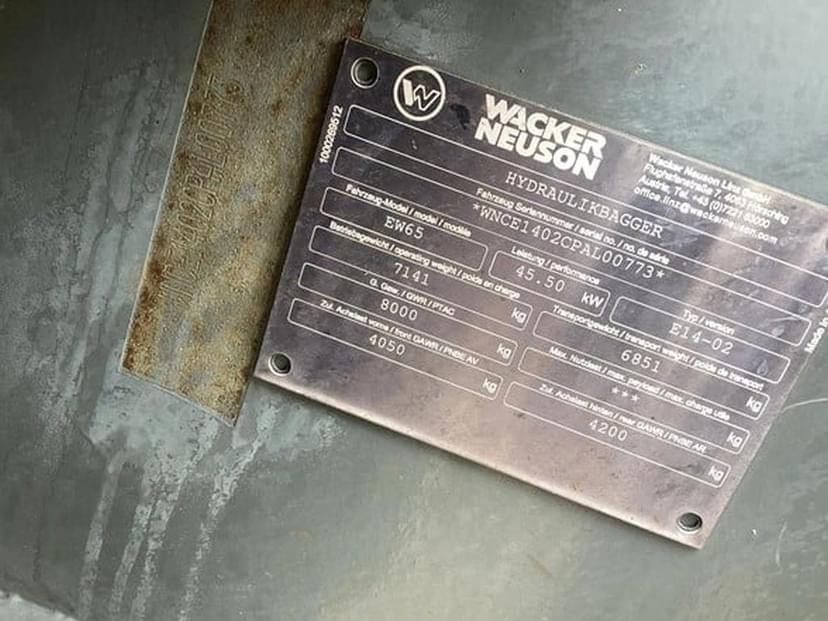 W
WACKER
NEUSON
Wacker Neuson Linz GmbH
Flughafenstraße 7, 4063 Hörsching
Austria, Tel. +43 (0)7221 63000
office.linz@wackerneuson.com
1000269512
HYDRAULIKBAGGER
Fahrzeug Seriennummer / serial no. / no. de série
*WNCE1402CPAL00773*
Fahrzeug-Model / model / modèle
EW65
Leistung / performance
45.50 kW
Typ / version
E14-02
Betriebsgewicht / operating weight / poids en charge
7141 kg
Transportgewicht / transport weight / poids de transport
6851 kg
G. Gew. / GWR / PTAC
8000 kg
Max. Nutzlast / max. payload / max. charge utile
*** kg
Zul. Achslast vorne / front GAWR / PNBE AV
4050 kg
Zul. Achslast hinten / rear GAWR / PNBE AR
4200 kg
Made in